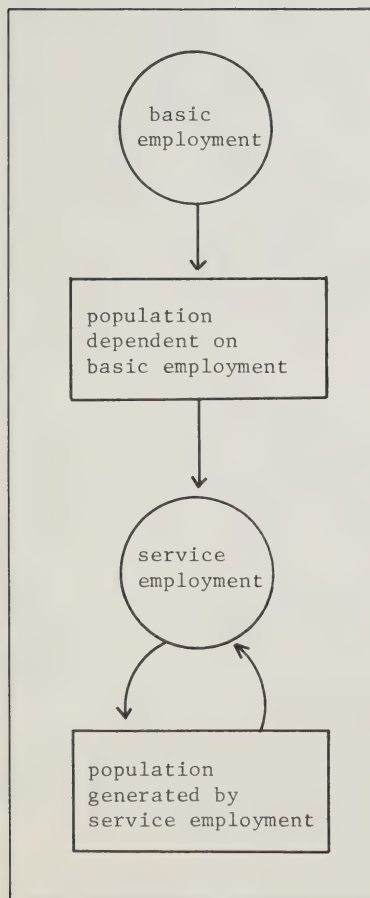 basic
employment
population
dependent on
basic employment
service
employment
population
generated by
service employment